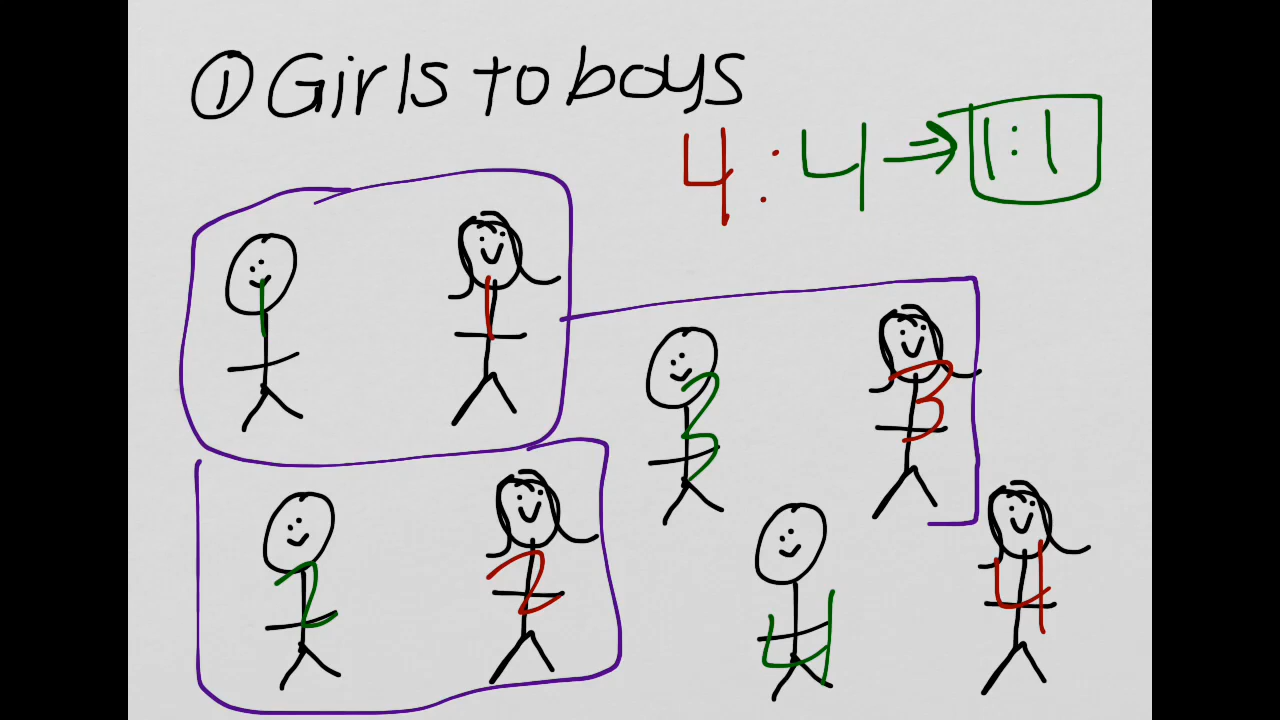 ① Girls to boys
4 : 4 → 1 : 1
1 1
3 3
2 2
4 4